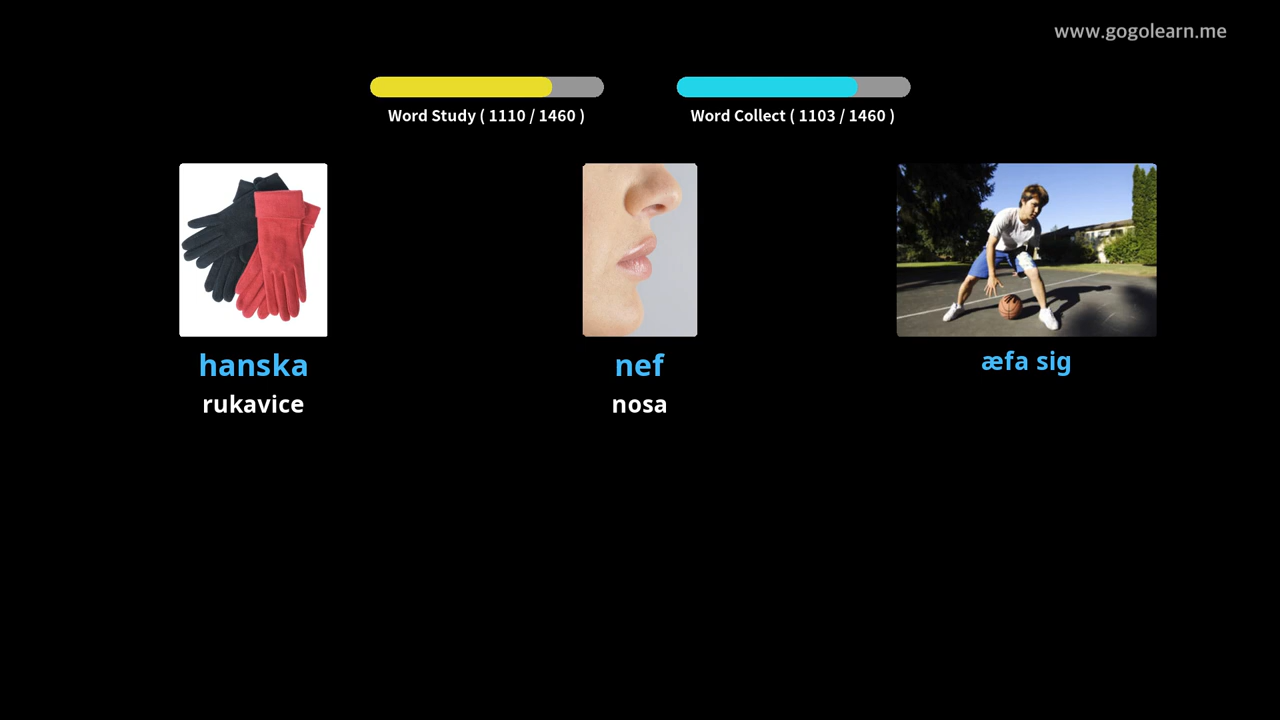 www.gogolearn.me
Word Study ( 1110 / 1460 )
Word Collect ( 1103 / 1460 )
hanska
rukavice
nef
nosa
æfa sig